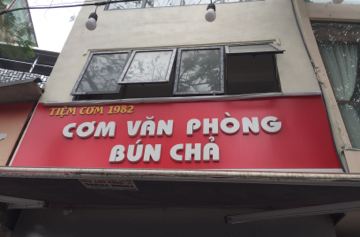 TIỆM CƠM 1982
CƠM VĂN PHÒNG
BÚN CHẢ